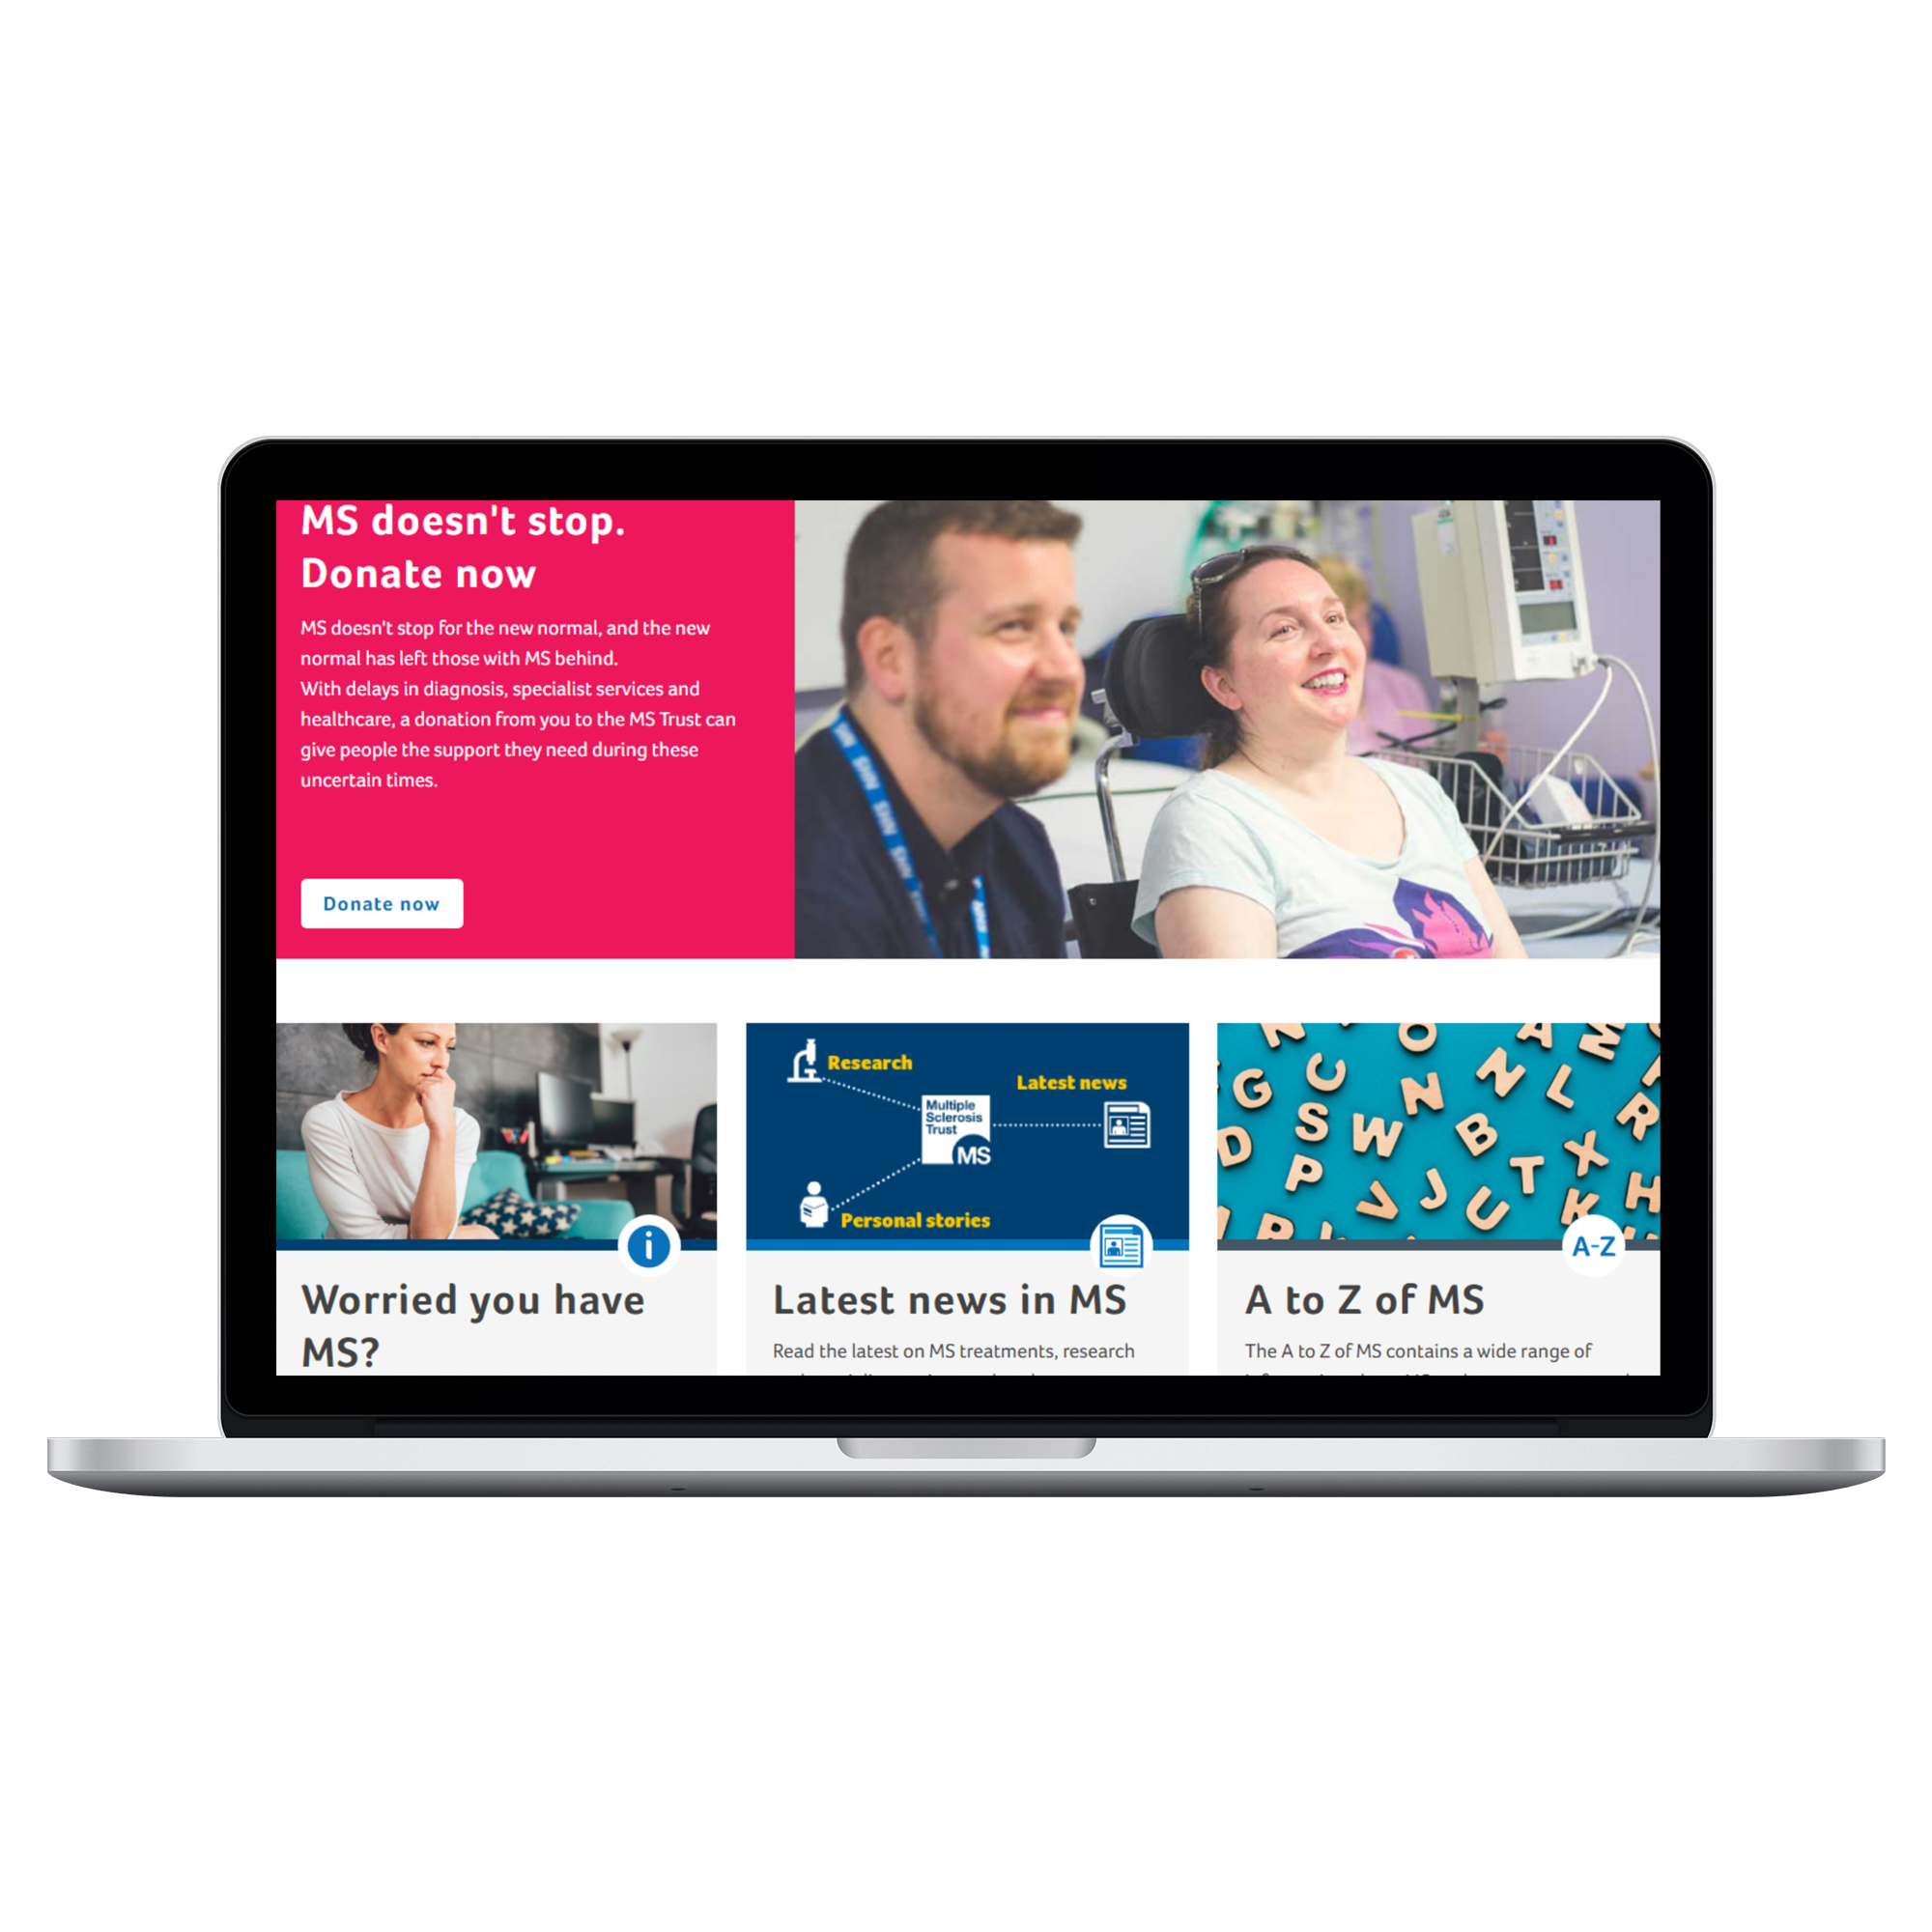 MS doesn't stop.
Donate now
MS doesn't stop for the new normal, and the new
normal has left those with MS behind.
With delays in diagnosis, specialist services and
healthcare, a donation from you to the MS Trust can
give people the support they need during these
uncertain times.
Donate now
NHS NHS NHS
Research
Latest news
Multiple
Sclerosis
Trust
MS
Personal stories
A-Z
Worried you have
MS?
Latest news in MS
Read the latest on MS treatments, research
A to Z of MS
The A to Z of MS contains a wide range of